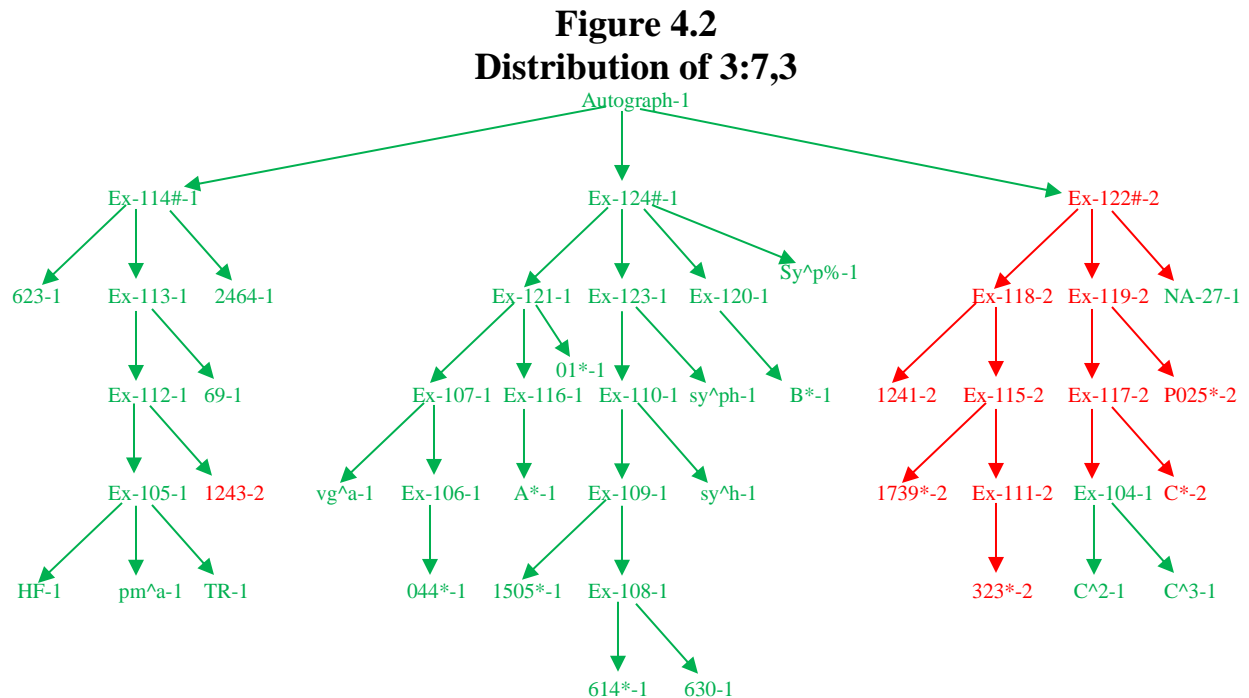 Figure 4.2
Distribution of 3:7,3
Autograph-1
Ex-114#-1 Ex-124#-1 Ex-122#-2
Sy^p%-1
623-1 Ex-113-1 2464-1 Ex-121-1 Ex-123-1 Ex-120-1 Ex-118-2 Ex-119-2 NA-27-1
01*-1
Ex-112-1 69-1 Ex-107-1 Ex-116-1 Ex-110-1 sy^ph-1 B*-1 1241-2 Ex-115-2 Ex-117-2 P025*-2
Ex-105-1 1243-2 vg^a-1 Ex-106-1 A*-1 Ex-109-1 sy^h-1 1739*-2 Ex-111-2 Ex-104-1 C*-2
HF-1 pm^a-1 TR-1 044*-1 1505*-1 Ex-108-1 323*-2 C^2-1 C^3-1
614*-1 630-1